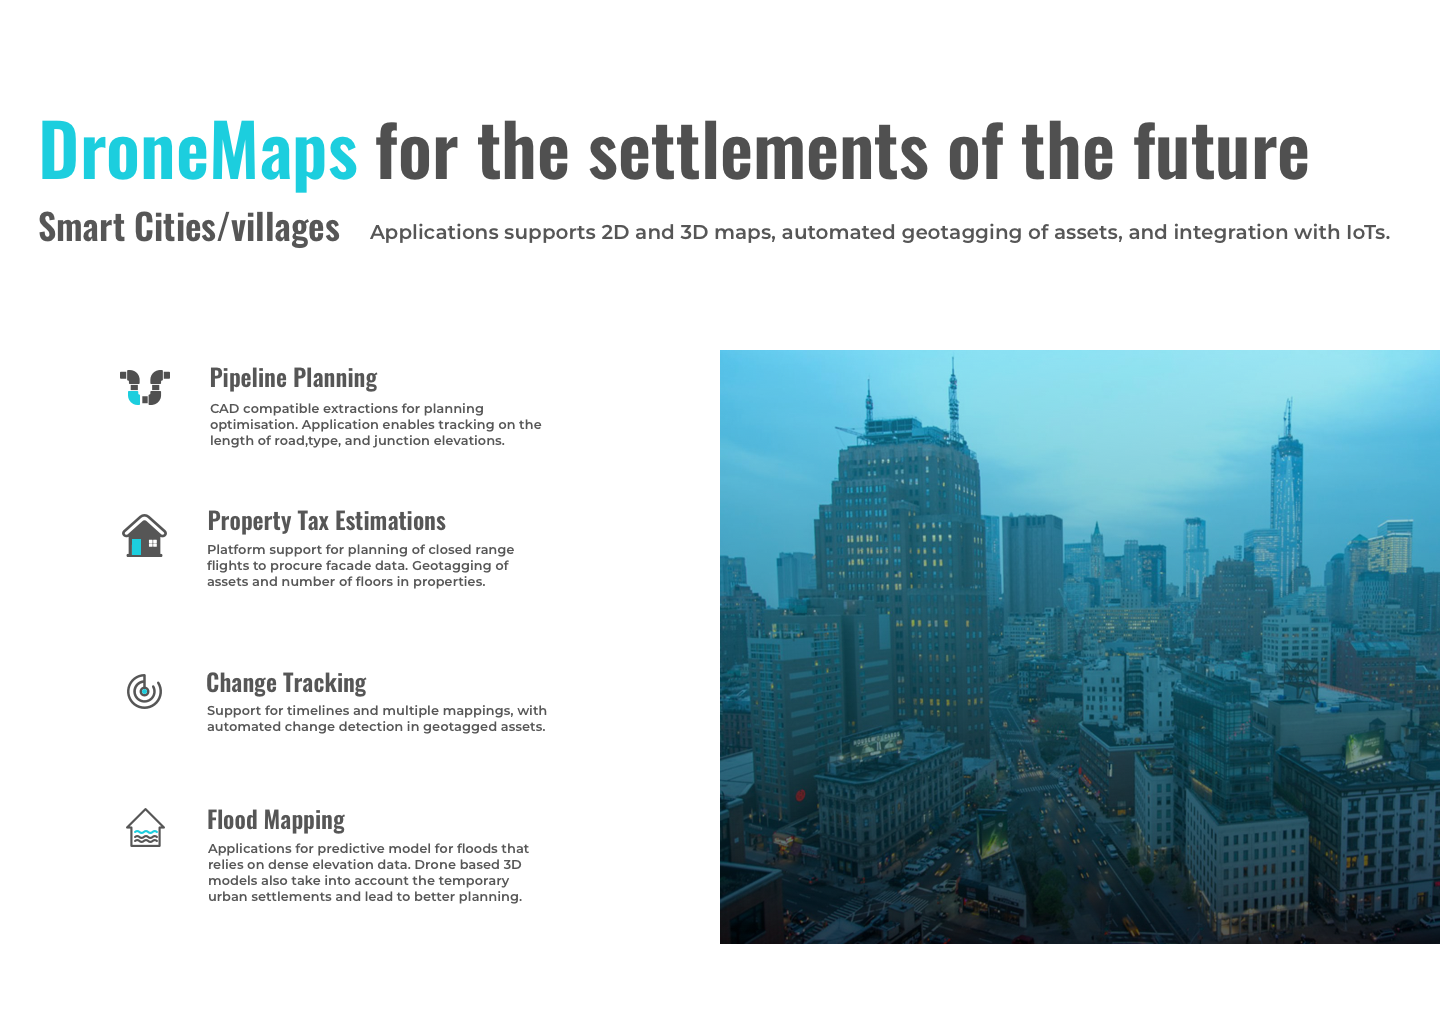 DroneMaps for the settlements of the future
Smart Cities/villages Applications supports 2D and 3D maps, automated geotagging of assets, and integration with IoTs.
Pipeline Planning
CAD compatible extractions for planning
optimisation. Application enables tracking on the
length of road,type, and junction elevations.
Property Tax Estimations
Platform support for planning of closed range
flights to procure facade data. Geotagging of
assets and number of floors in properties.
Change Tracking
Support for timelines and multiple mappings, with
automated change detection in geotagged assets.
Flood Mapping
Applications for predictive model for floods that
relies on dense elevation data. Drone based 3D
models also take into account the temporary
urban settlements and lead to better planning.